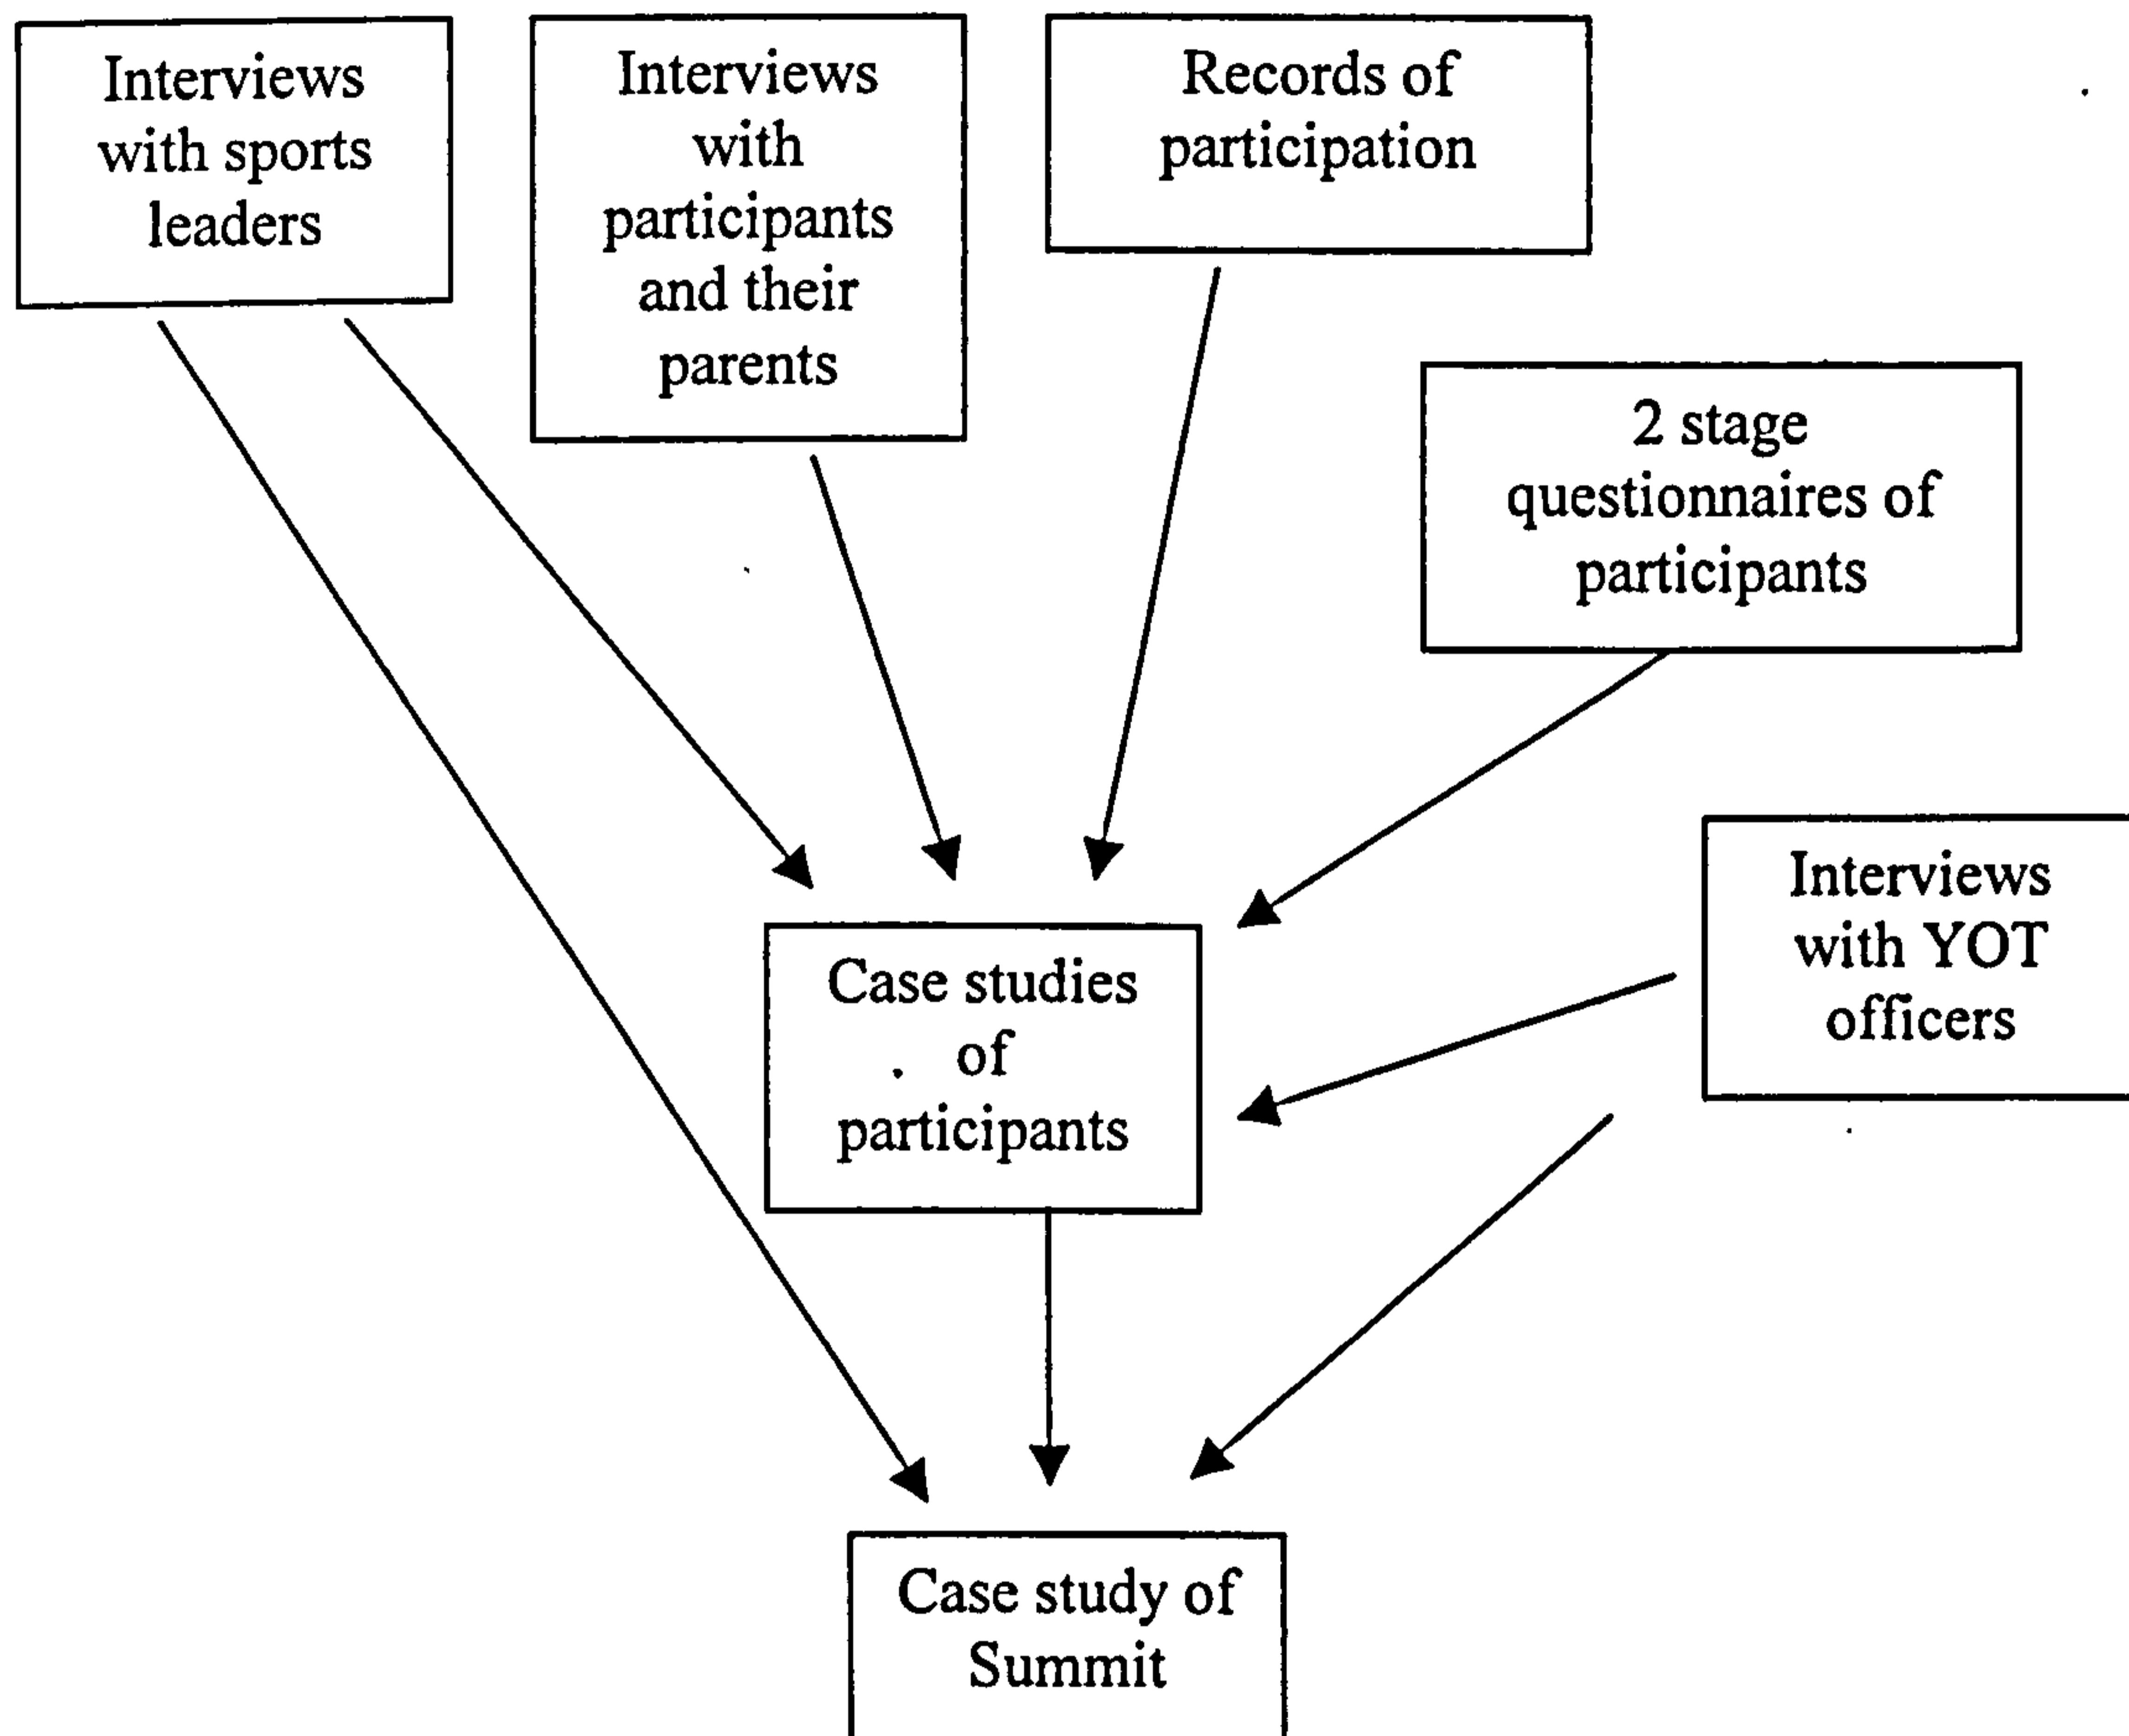 Interviews
with sports
leaders
Interviews
with
participants
and their
parents
Records of
participation
2 stage
questionnaires of
participants
Interviews
with YOT
officers
Case studies
of
participants
Case study of
Summit